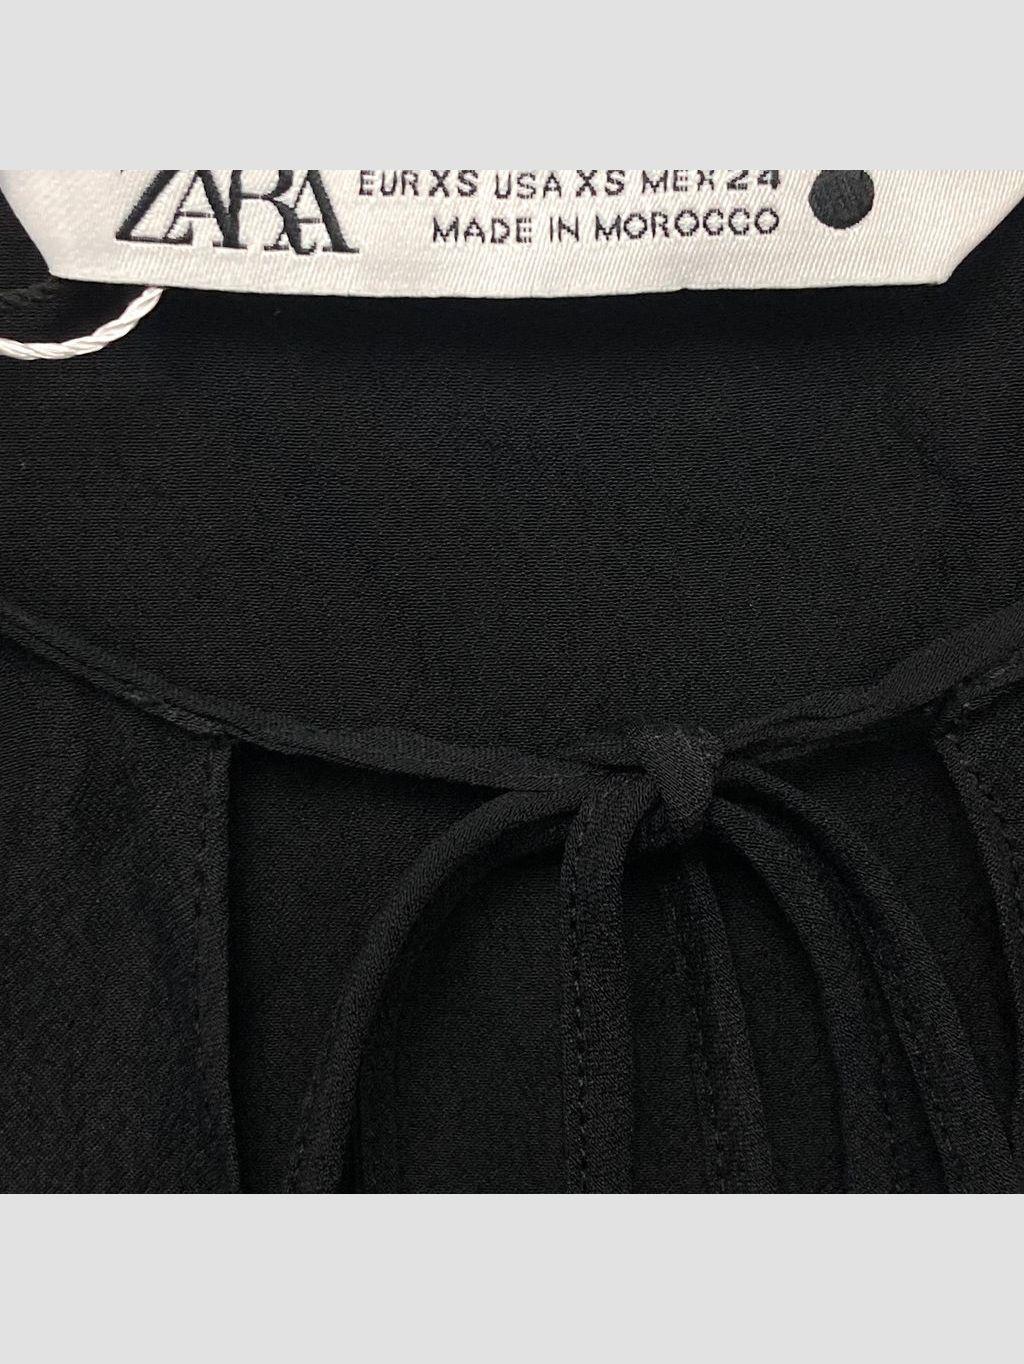 ZARA
EUR XS USA XS MEX 24
MADE IN MOROCCO